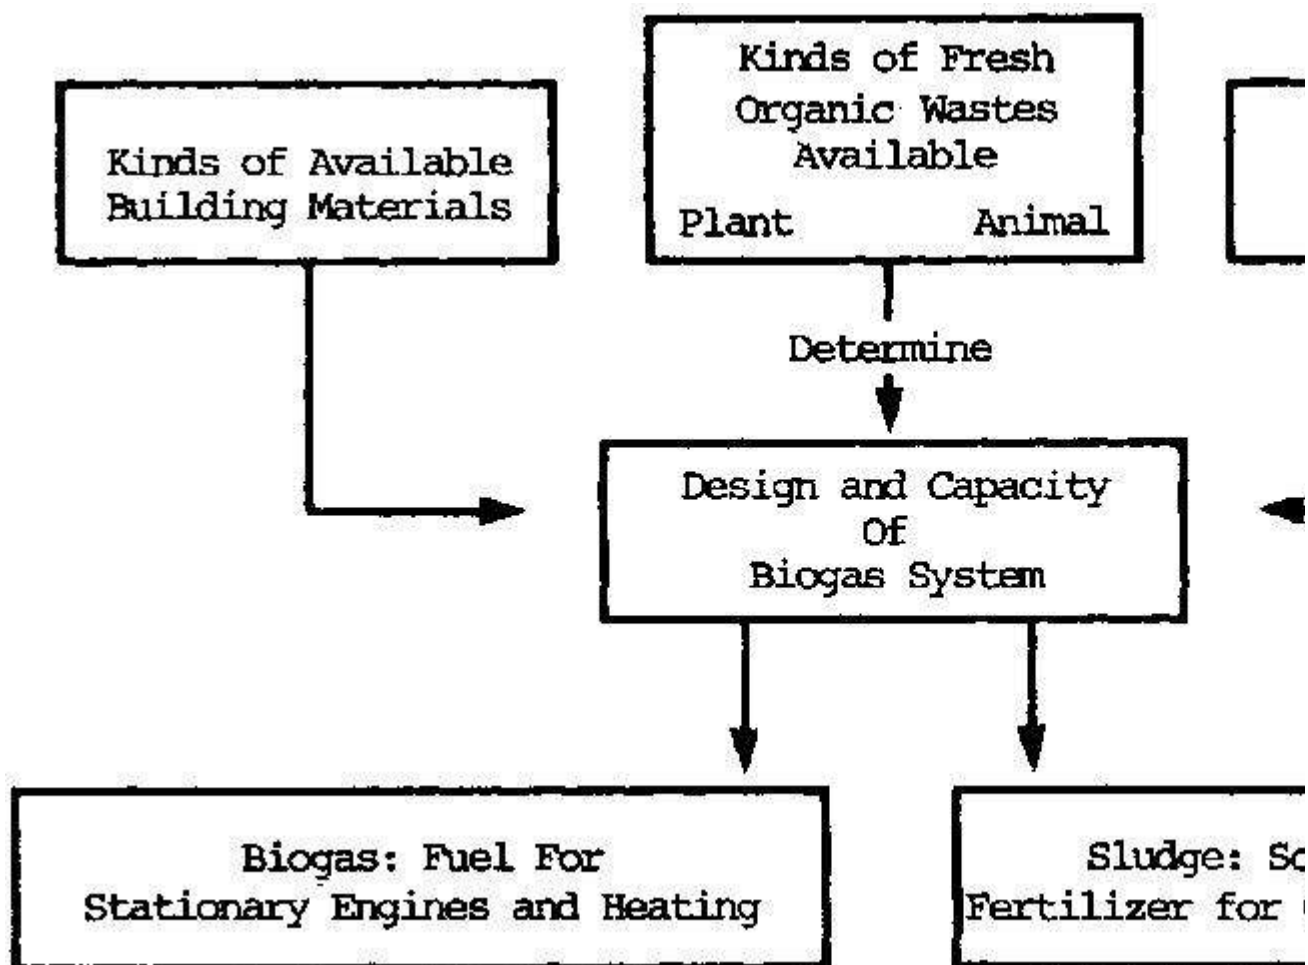 Kinds of Fresh
Organic Wastes
Available
Plant Animal
Kinds of Available
Building Materials
Determine
Design and Capacity
Of
Biogas System
Biogas: Fuel For
Stationary Engines and Heating
Sludge:
Fertilizer for